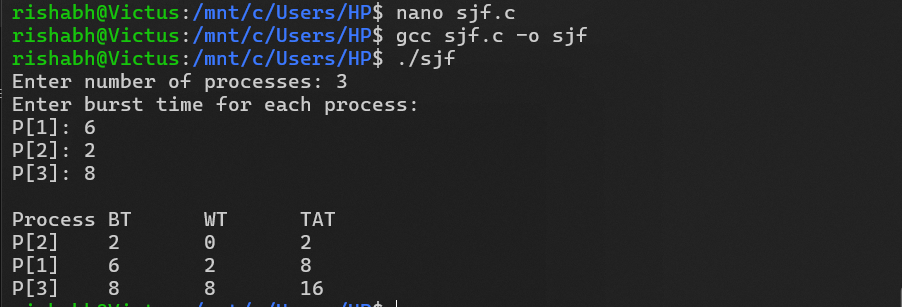 rishabh@Victus:/mnt/c/Users/HP$ nano sjf.c
rishabh@Victus:/mnt/c/Users/HP$ gcc sjf.c -o sjf
rishabh@Victus:/mnt/c/Users/HP$ ./sjf
Enter number of processes: 3
Enter burst time for each process:
P[1]: 6
P[2]: 2
P[3]: 8

Process BT      WT      TAT
P[2]    2       0       2
P[1]    6       2       8
P[3]    8       8       16